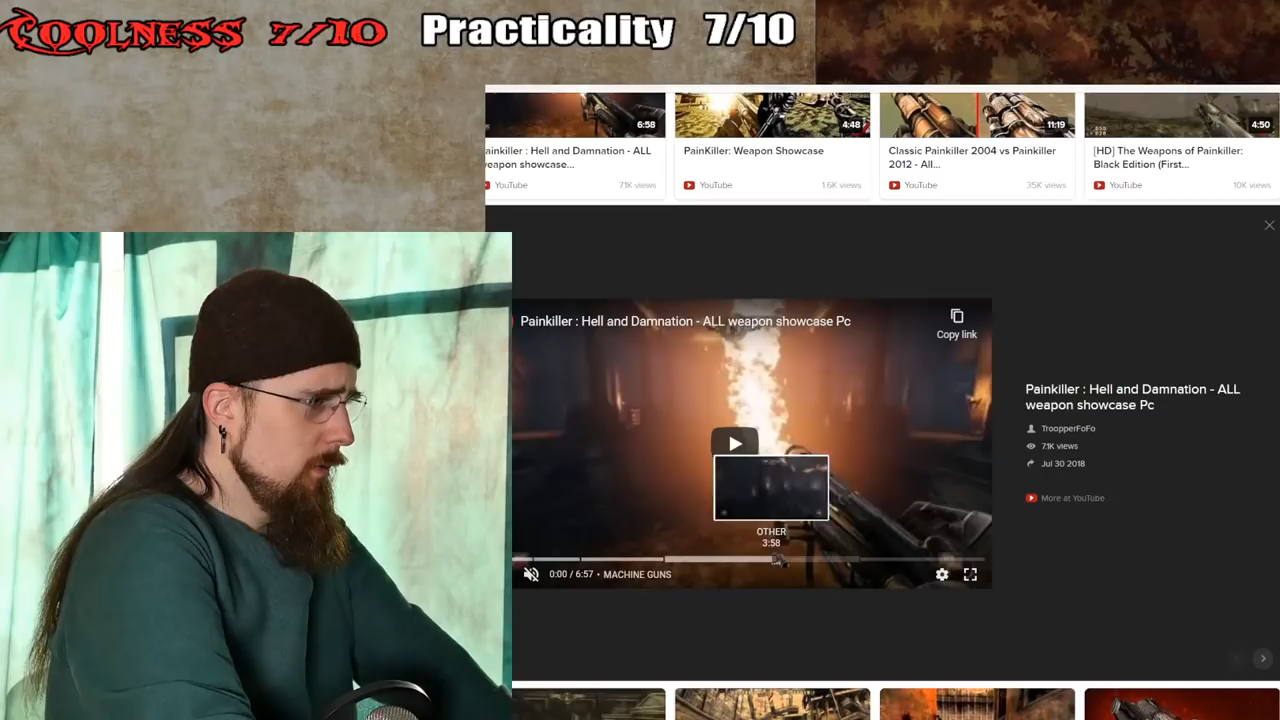 COOLNESS 7/10 Practicality 7/10
6:58
4:48
11:19
4:50
ainkiller : Hell and Damnation - ALL
eapon showcase...
YouTube 7.1K views
PainKiller: Weapon Showcase
YouTube 1.6K views
Classic Painkiller 2004 vs Painkiller
2012 - All...
YouTube 35K views
[HD] The Weapons of Painkiller:
Black Edition (First...
YouTube 10K views
Painkiller : Hell and Damnation - ALL weapon showcase Pc
Copy link
OTHER
3:58
0:00 / 6:57 • MACHINE GUNS
Painkiller : Hell and Damnation - ALL
weapon showcase Pc
TroopperFoFo
7.1K views
Jul 30 2018
More at YouTube